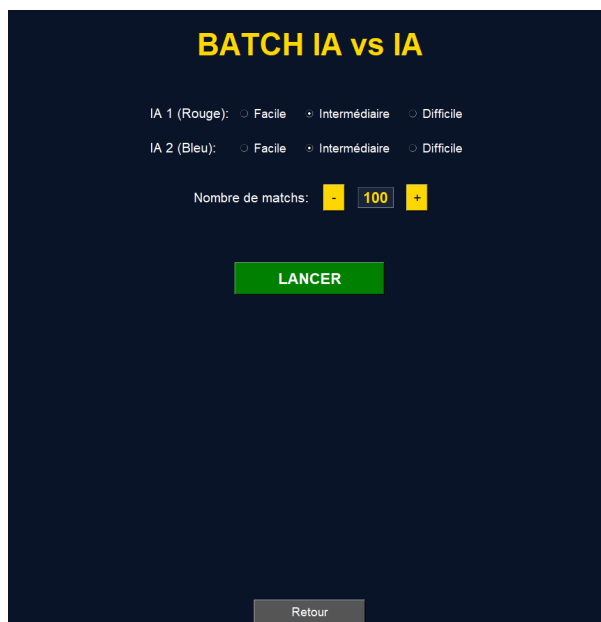 BATCH IA vs IA
IA 1 (Rouge): Facile Intermédiaire Difficile
IA 2 (Bleu): Facile Intermédiaire Difficile
Nombre de matchs: - 100 +
LANCER
Retour